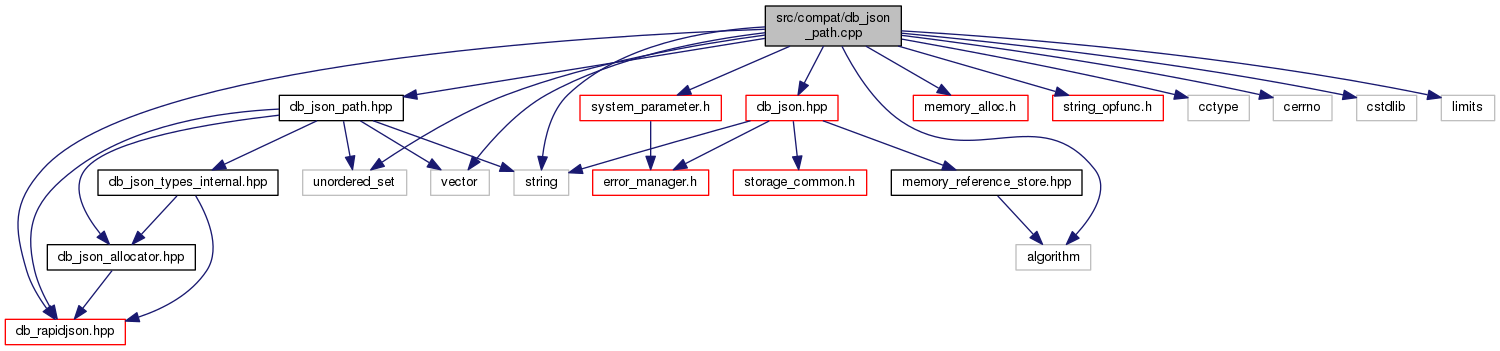 src/compat/db_json
_path.cpp
db_json_path.hpp
system_parameter.h
db_json.hpp
memory_alloc.h
string_opfunc.h
cctype
cerrno
cstdlib
limits
db_json_types_internal.hpp
unordered_set
vector
string
error_manager.h
storage_common.h
memory_reference_store.hpp
db_json_allocator.hpp
algorithm
db_rapidjson.hpp